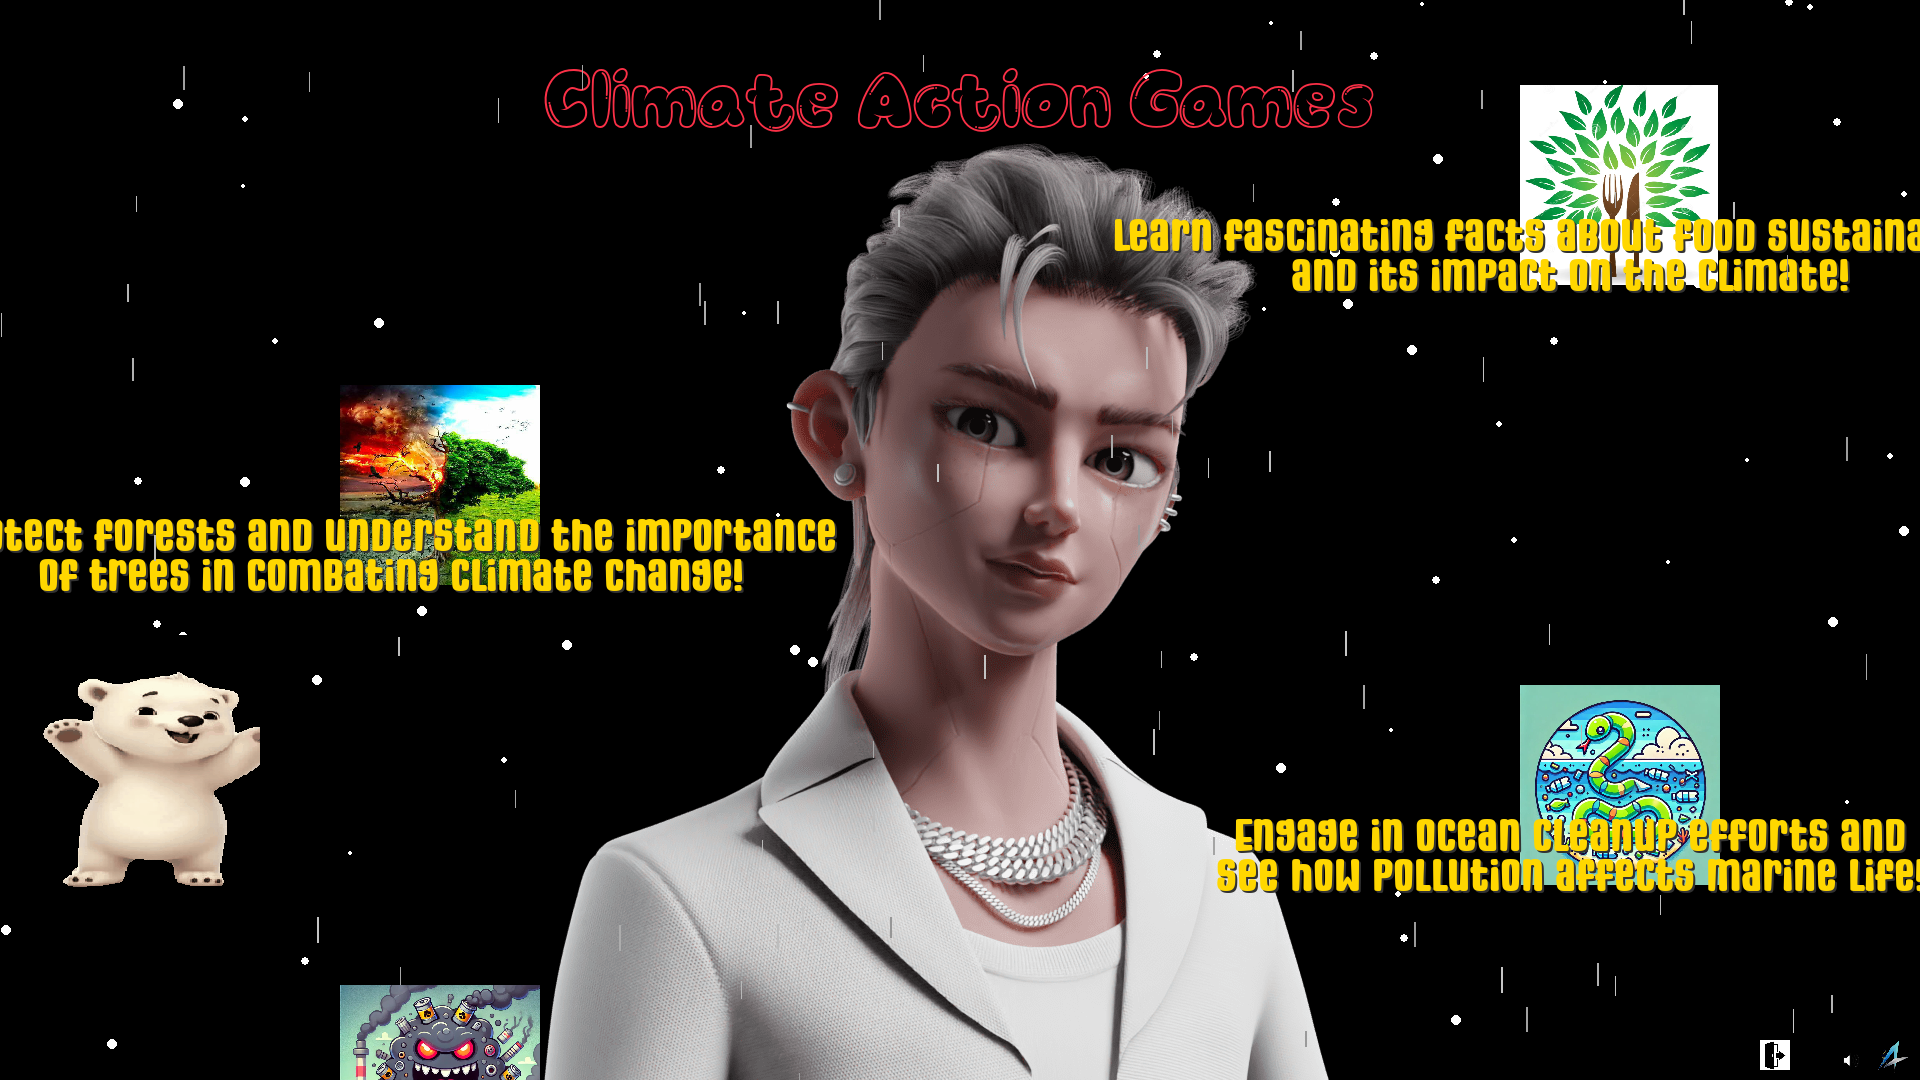 Climate Action Games
Learn fascinating facts about food sustaina
and its impact on the climate!
tect forests and understand the importance
of trees in combating climate change!
Engage in ocean cleanup efforts and
see how pollution affects marine life!